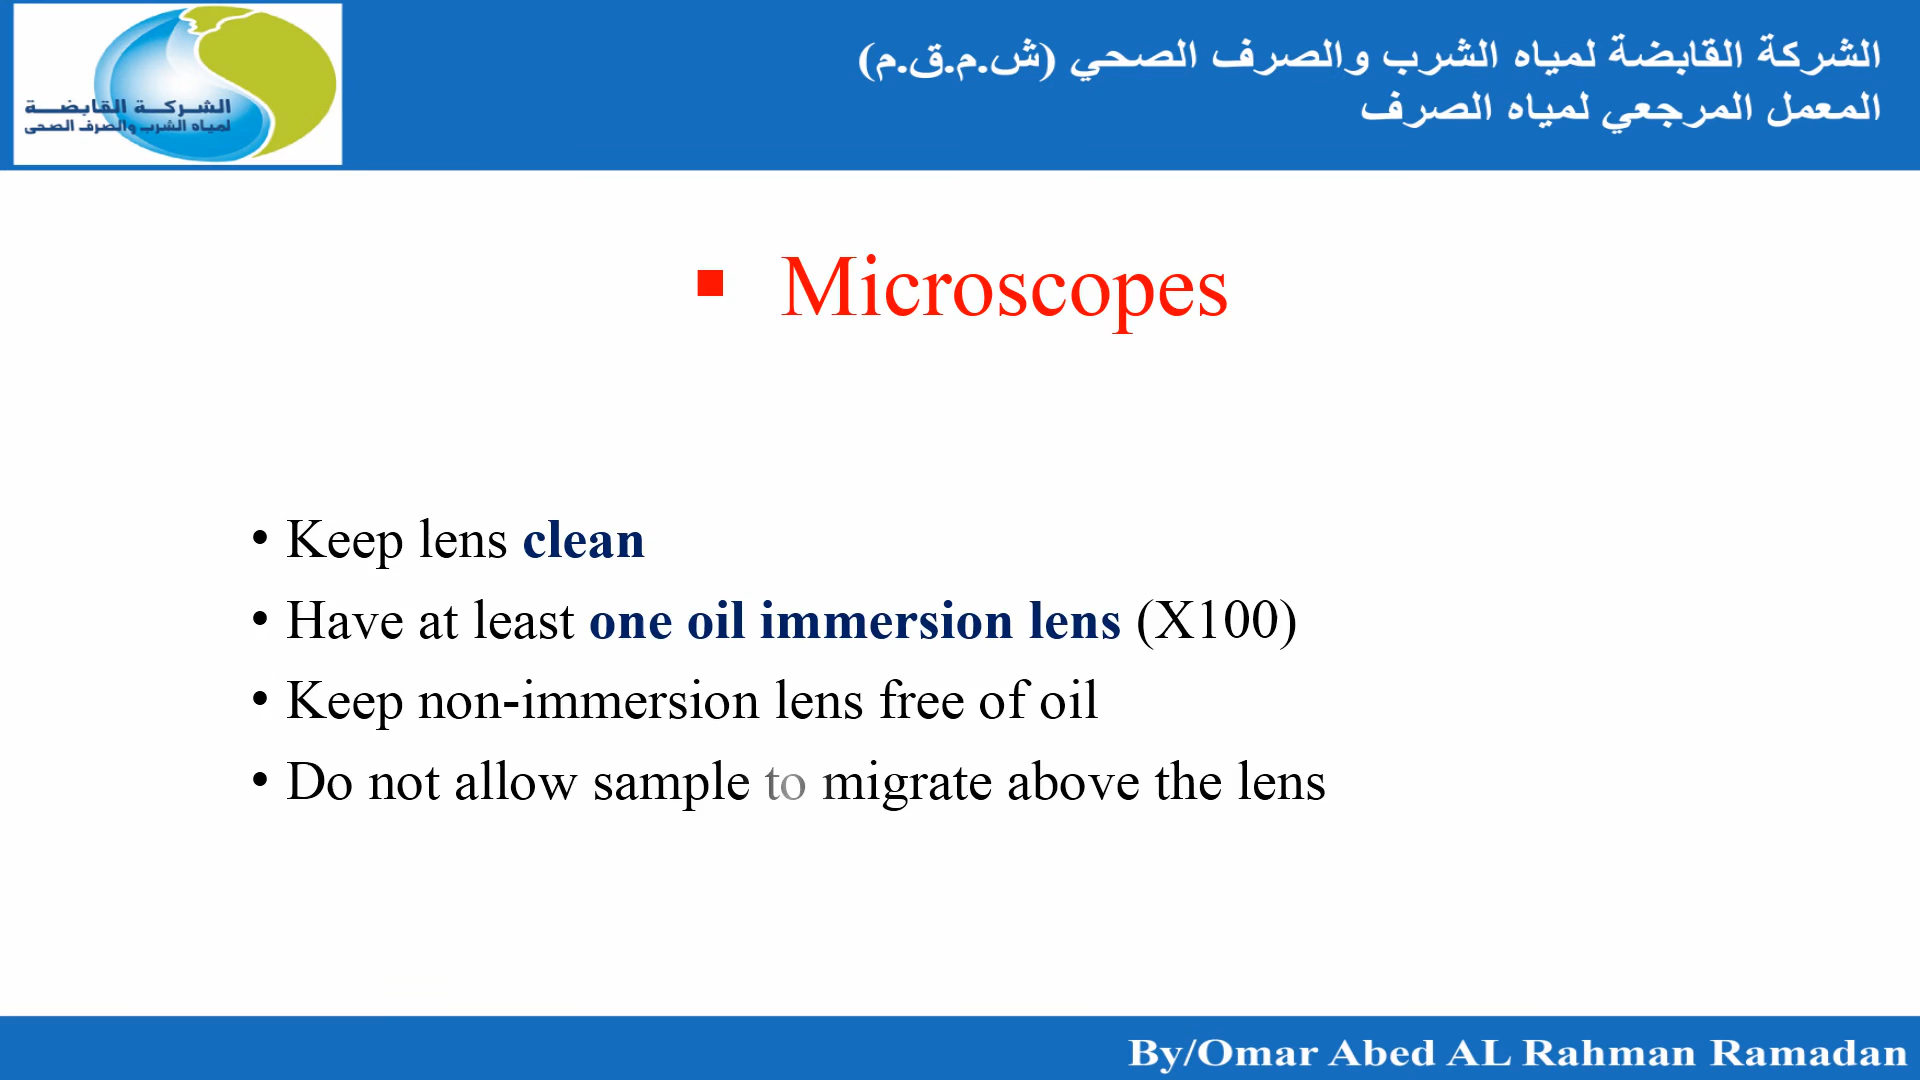 الشركة القابضة لمياه الشرب والصرف الصحي (ش.م.ق.م)
المعمل المرجعي لمياه الصرف
الشركة القابضة
لمياه الشرب والصرف الصحى
▪ Microscopes
• Keep lens clean
• Have at least one oil immersion lens (X100)
• Keep non-immersion lens free of oil
• Do not allow sample to migrate above the lens
By/Omar Abed AL Rahman Ramadan